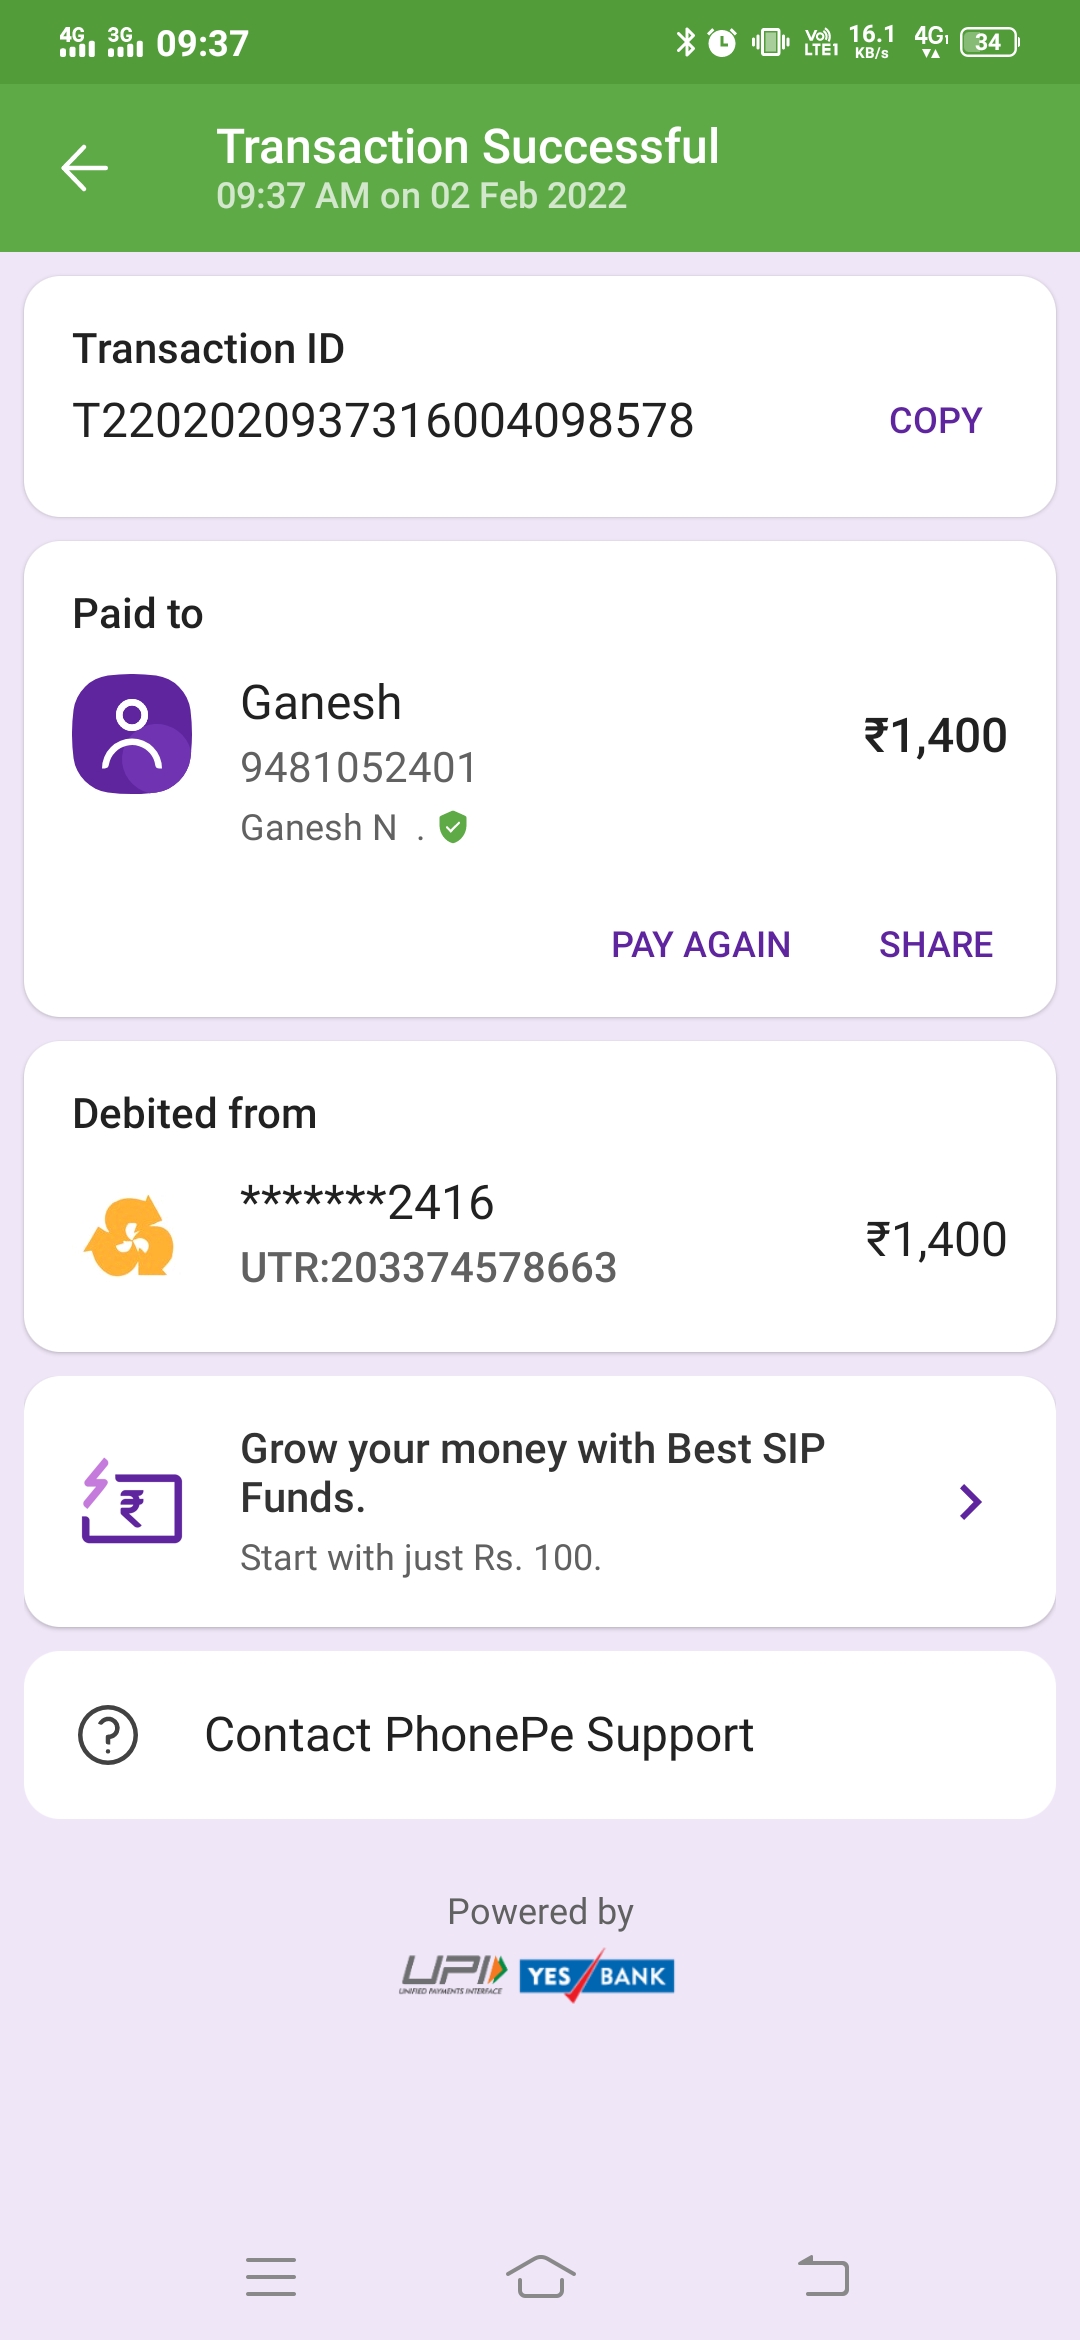 4G 3G 09:37 Vo) LTE1 16.1 KB/s 4G1 34
Transaction Successful
09:37 AM on 02 Feb 2022
Transaction ID
T2202020937316004098578
COPY
Paid to
Ganesh
9481052401
₹1,400
Ganesh N .
PAY AGAIN SHARE
Debited from
*******2416
UTR:203374578663
₹1,400
Grow your money with Best SIP
Funds.
Start with just Rs. 100.
Contact PhonePe Support
Powered by
UPI YES BANK
UNIFIED PAYMENTS INTERFACE